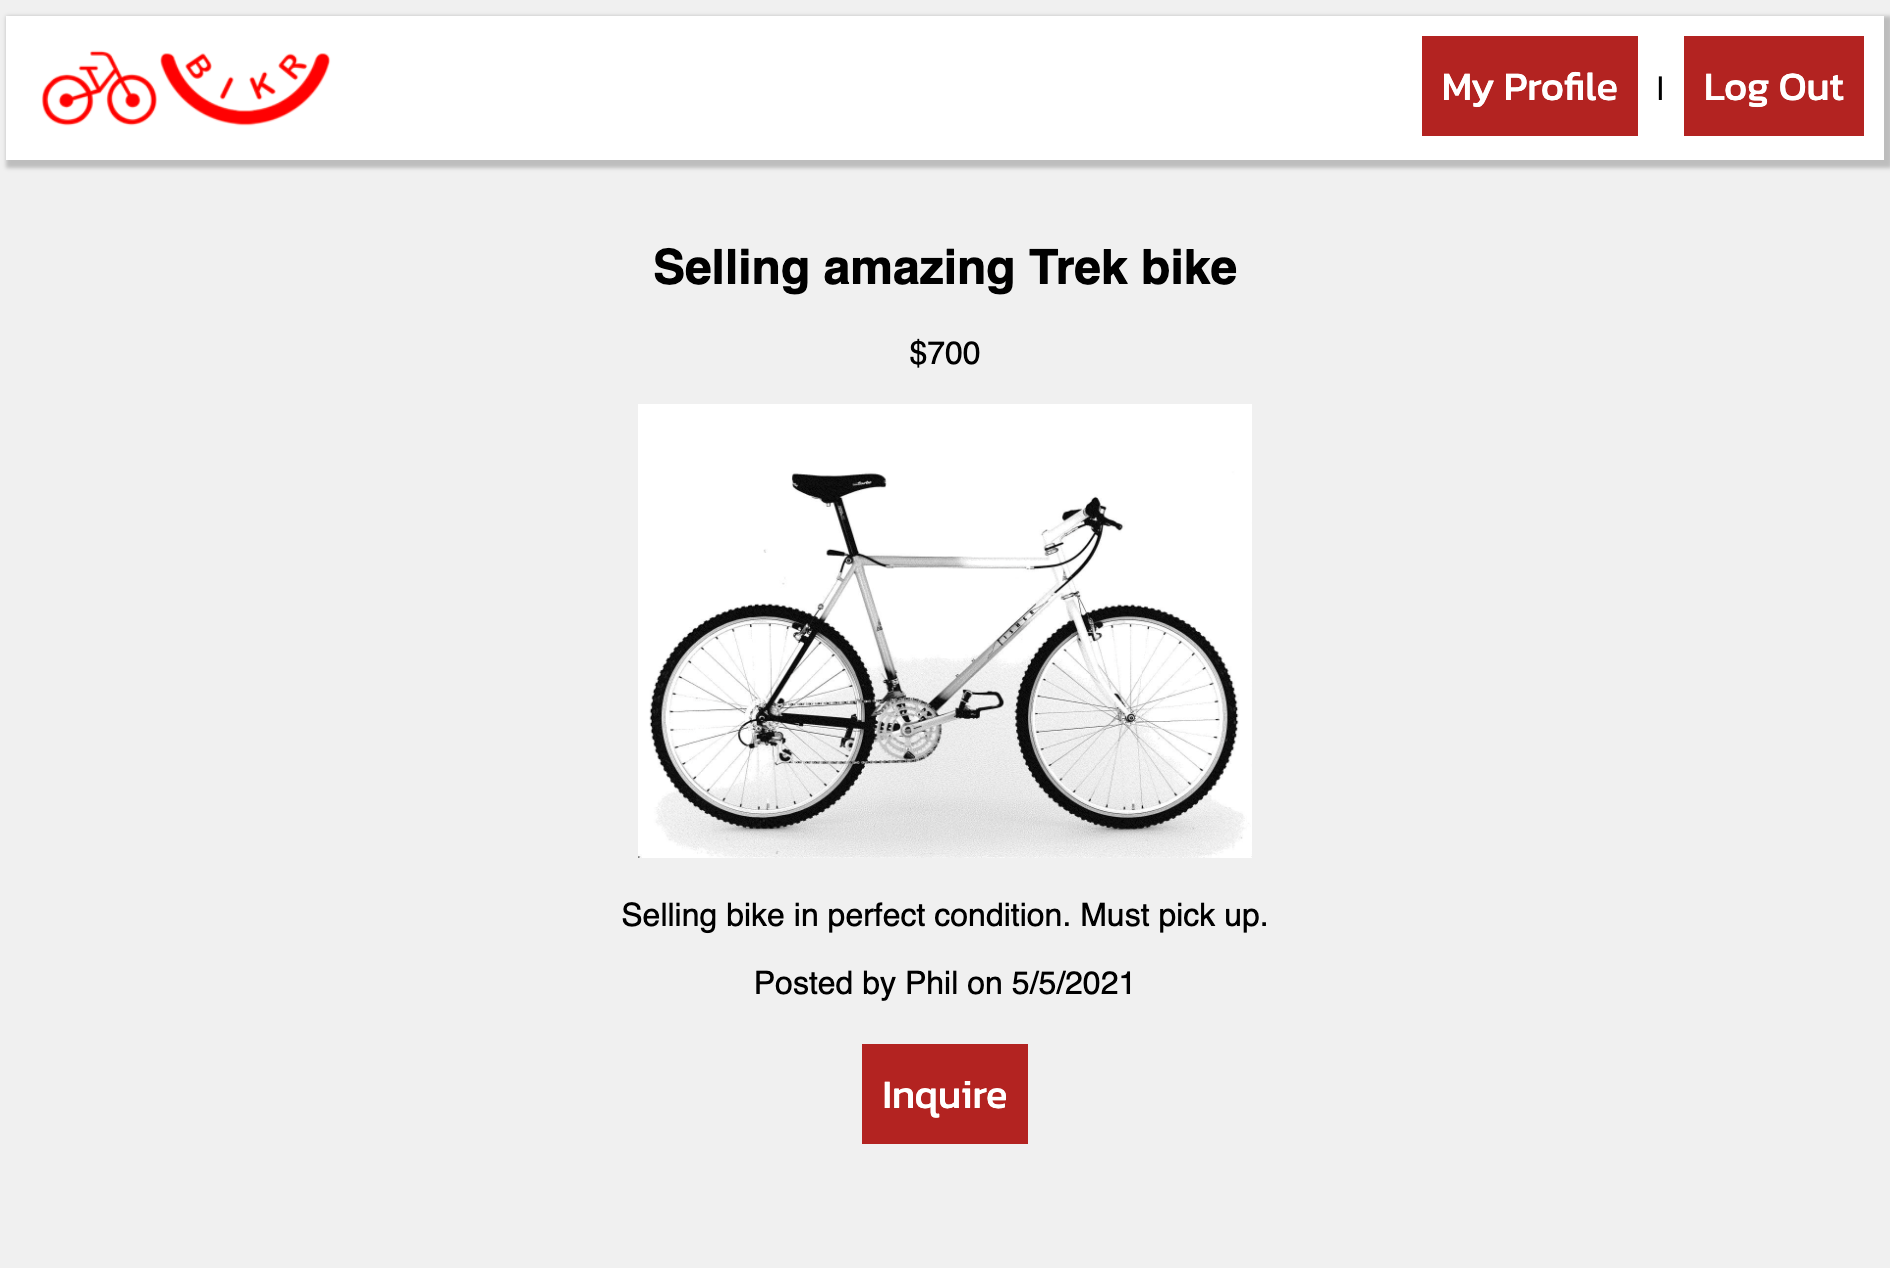 BIKR
My Profile | Log Out
Selling amazing Trek bike
$700
Selling bike in perfect condition. Must pick up.
Posted by Phil on 5/5/2021
Inquire